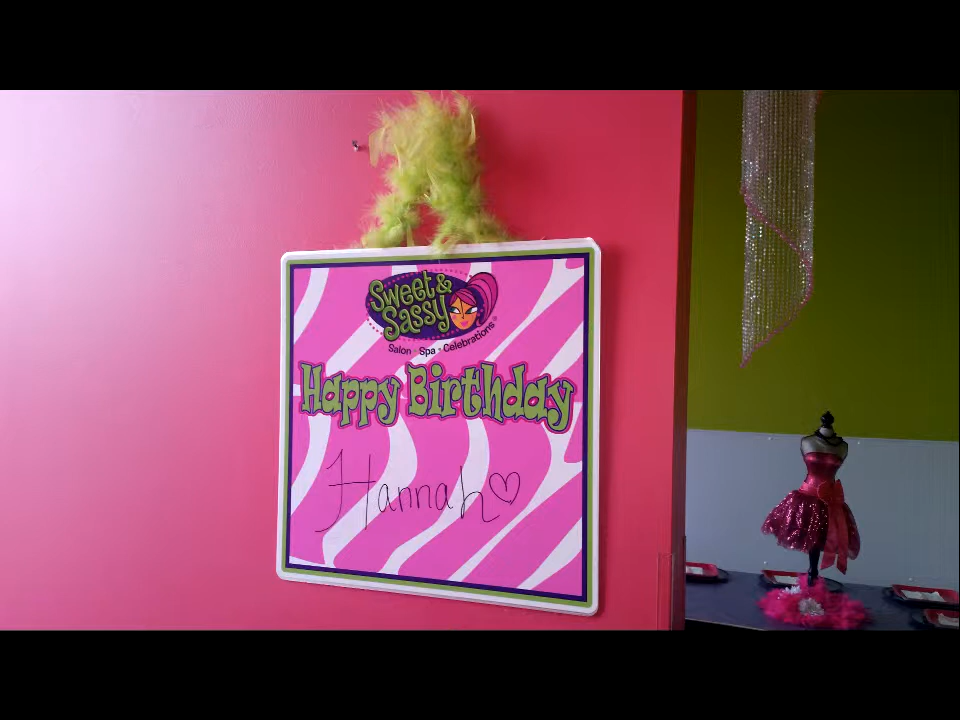 Sweet &
Sassy®
Salon • Spa • Celebrations
Happy Birthday
Hannah♡